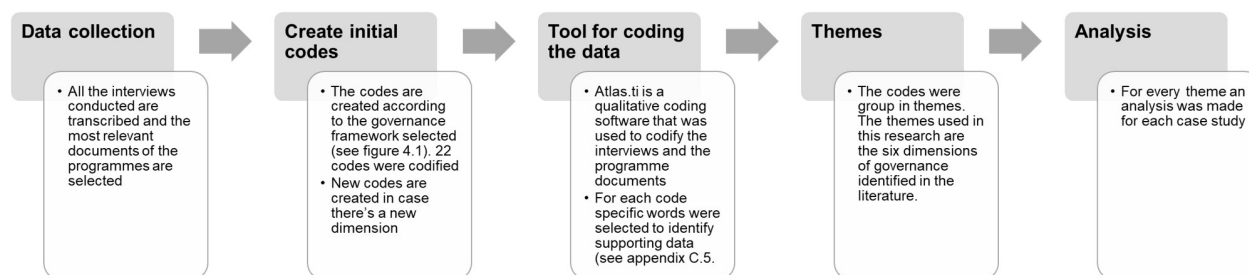 Data collection
• All the interviews
conducted are
transcribed and the
most relevant
documents of the
programmes are
selected
Create initial
codes
• The codes are
created according
to the governance
framework selected
(see figure 4.1). 22
codes were codified
• New codes are
created in case
there's a new
dimension
Tool for coding
the data
• Atlas.ti is a
qualitative coding
software that was
used to codify the
interviews and the
programme
documents
• For each code
specific words were
selected to identify
supporting data
(see appendix C.5.
Themes
• The codes were
group in themes.
The themes used in
this research are
the six dimensions
of governance
identified in the
literature.
Analysis
• For every theme an
analysis was made
for each case study